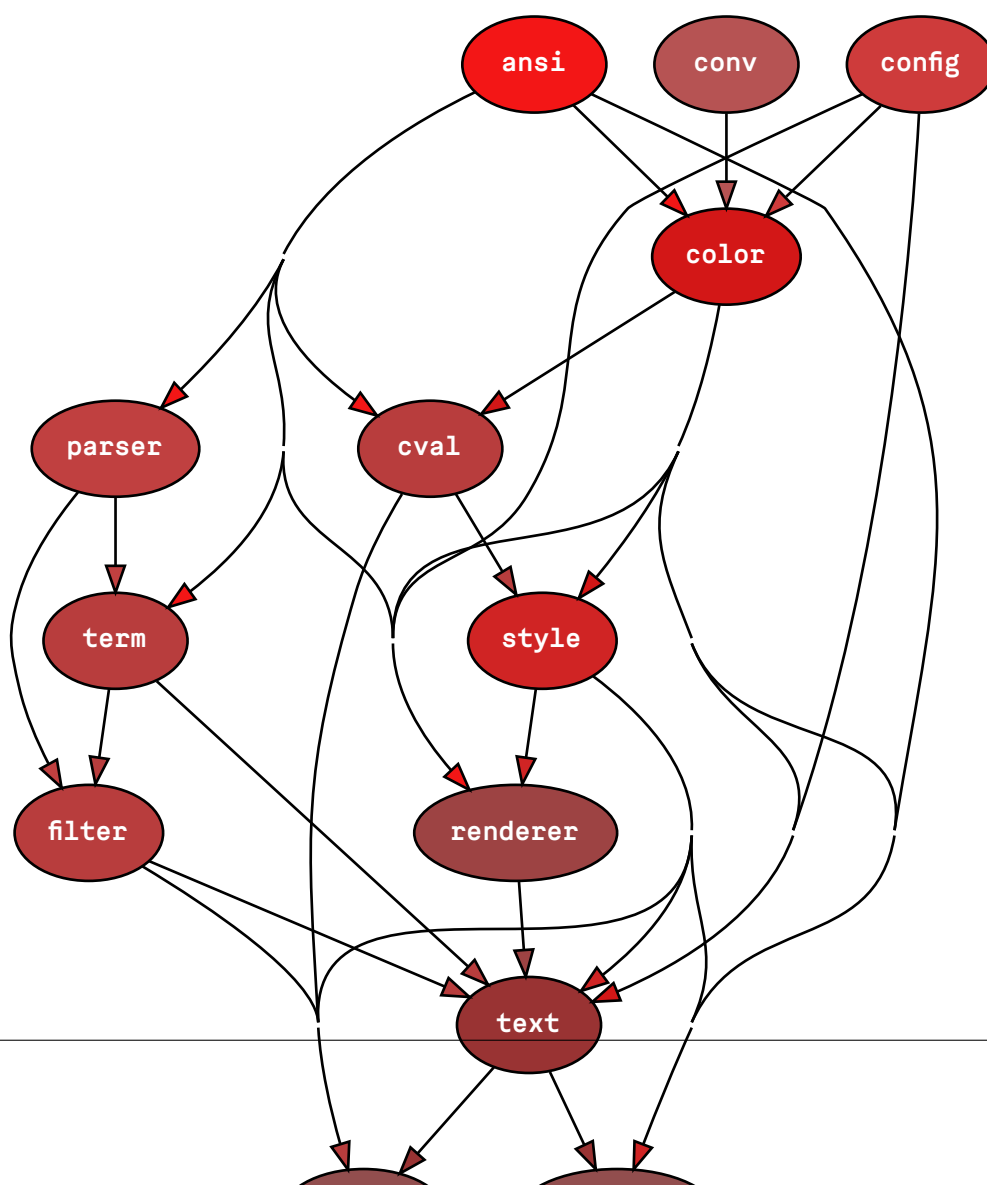 ansi
conv
config
color
parser
cval
term
style
filter
renderer
text